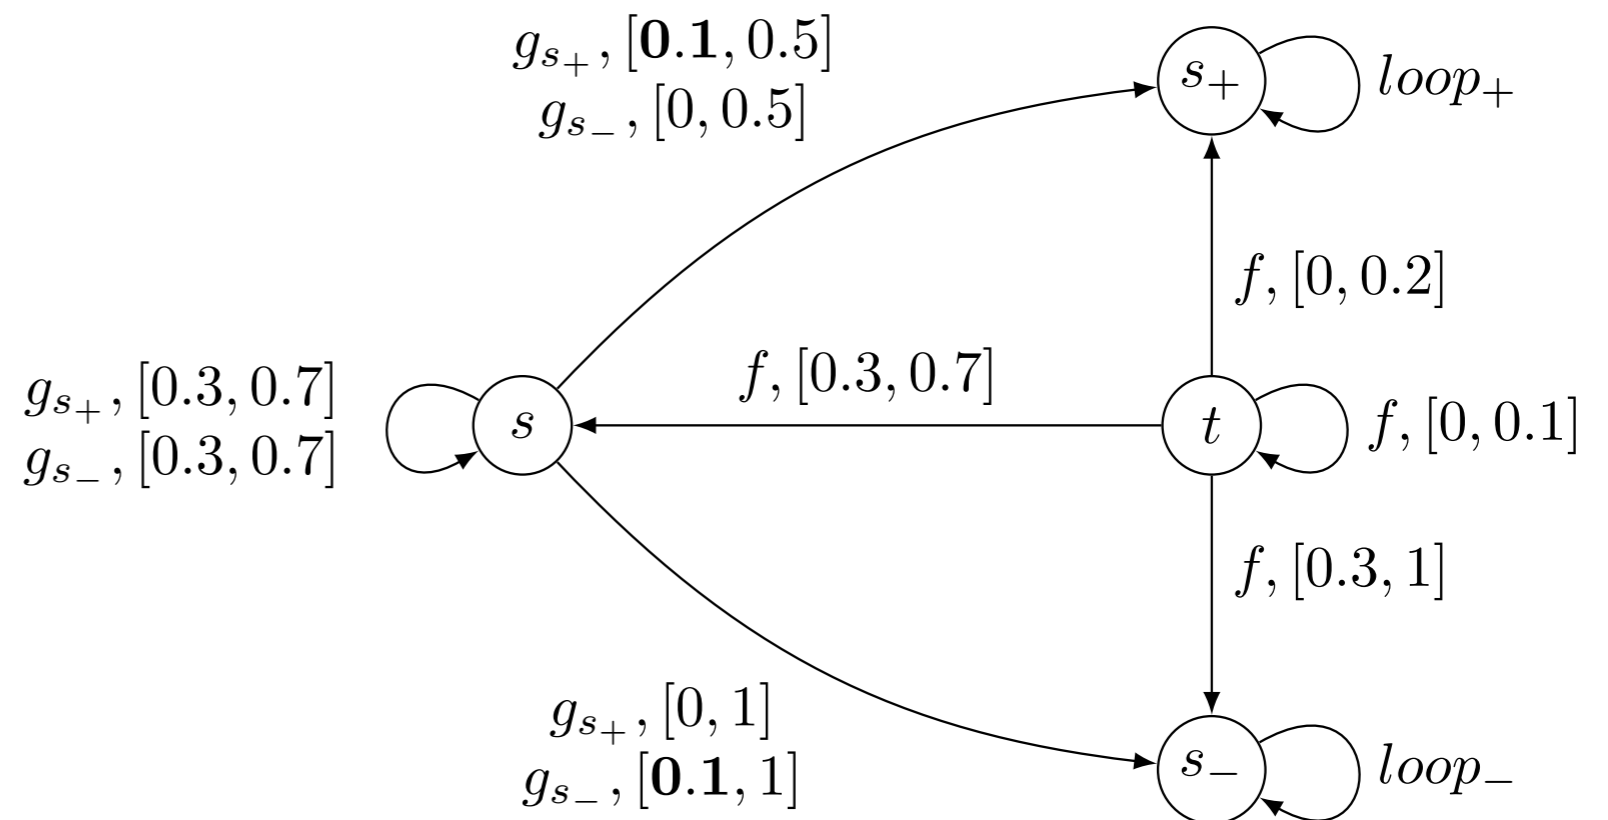 g_{s_+}, [𝟎.𝟏, 0.5]
g_{s_-}, [0, 0.5]
s_+
loop_+
f, [0, 0.2]
f, [0.3, 0.7]
g_{s_+}, [0.3, 0.7]
g_{s_-}, [0.3, 0.7]
s
t
f, [0, 0.1]
f, [0.3, 1]
g_{s_+}, [0, 1]
g_{s_-}, [𝟎.𝟏, 1]
s_-
loop_-